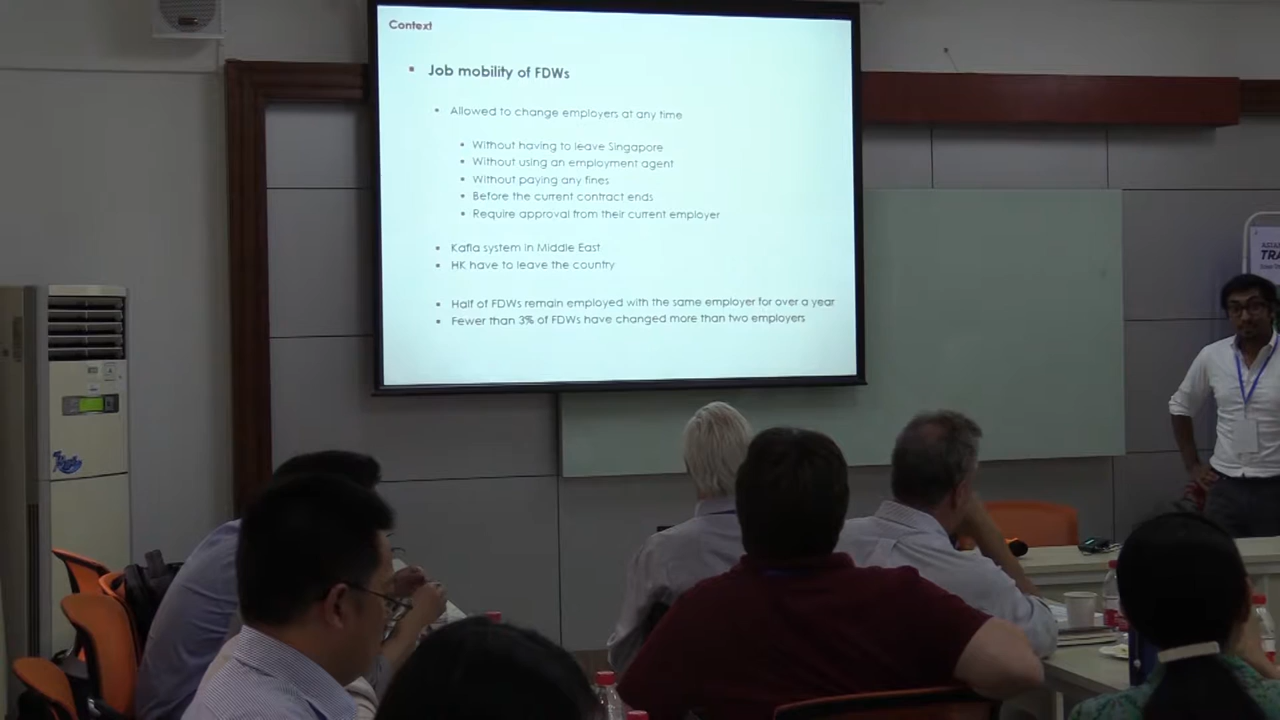 Context
Job mobility of FDWs
Allowed to change employers at any time
Without having to leave Singapore
Without using an employment agent
Without paying any fines
Before the current contract ends
Require approval from their current employer
Kafla system in Middle East
HK have to leave the country
Half of FDWs remain employed with the same employer for over a year
Fewer than 3% of FDWs have changed more than two employers
TRA